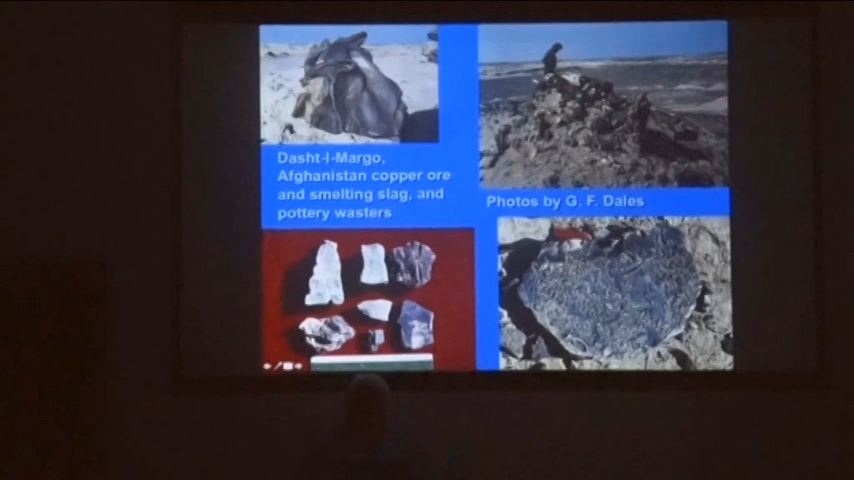 Dasht-i-Margo,
Afghanistan copper ore
and smelting slag, and
pottery wasters
Photos by G. F. Dales